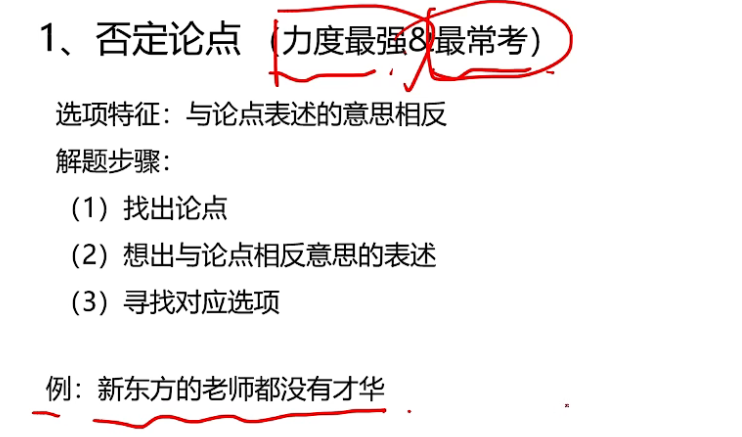 1、否定论点（力度最强&最常考）
选项特征：与论点表述的意思相反
解题步骤：
（1）找出论点
（2）想出与论点相反意思的表述
（3）寻找对应选项
例：新东方的老师都没有才华